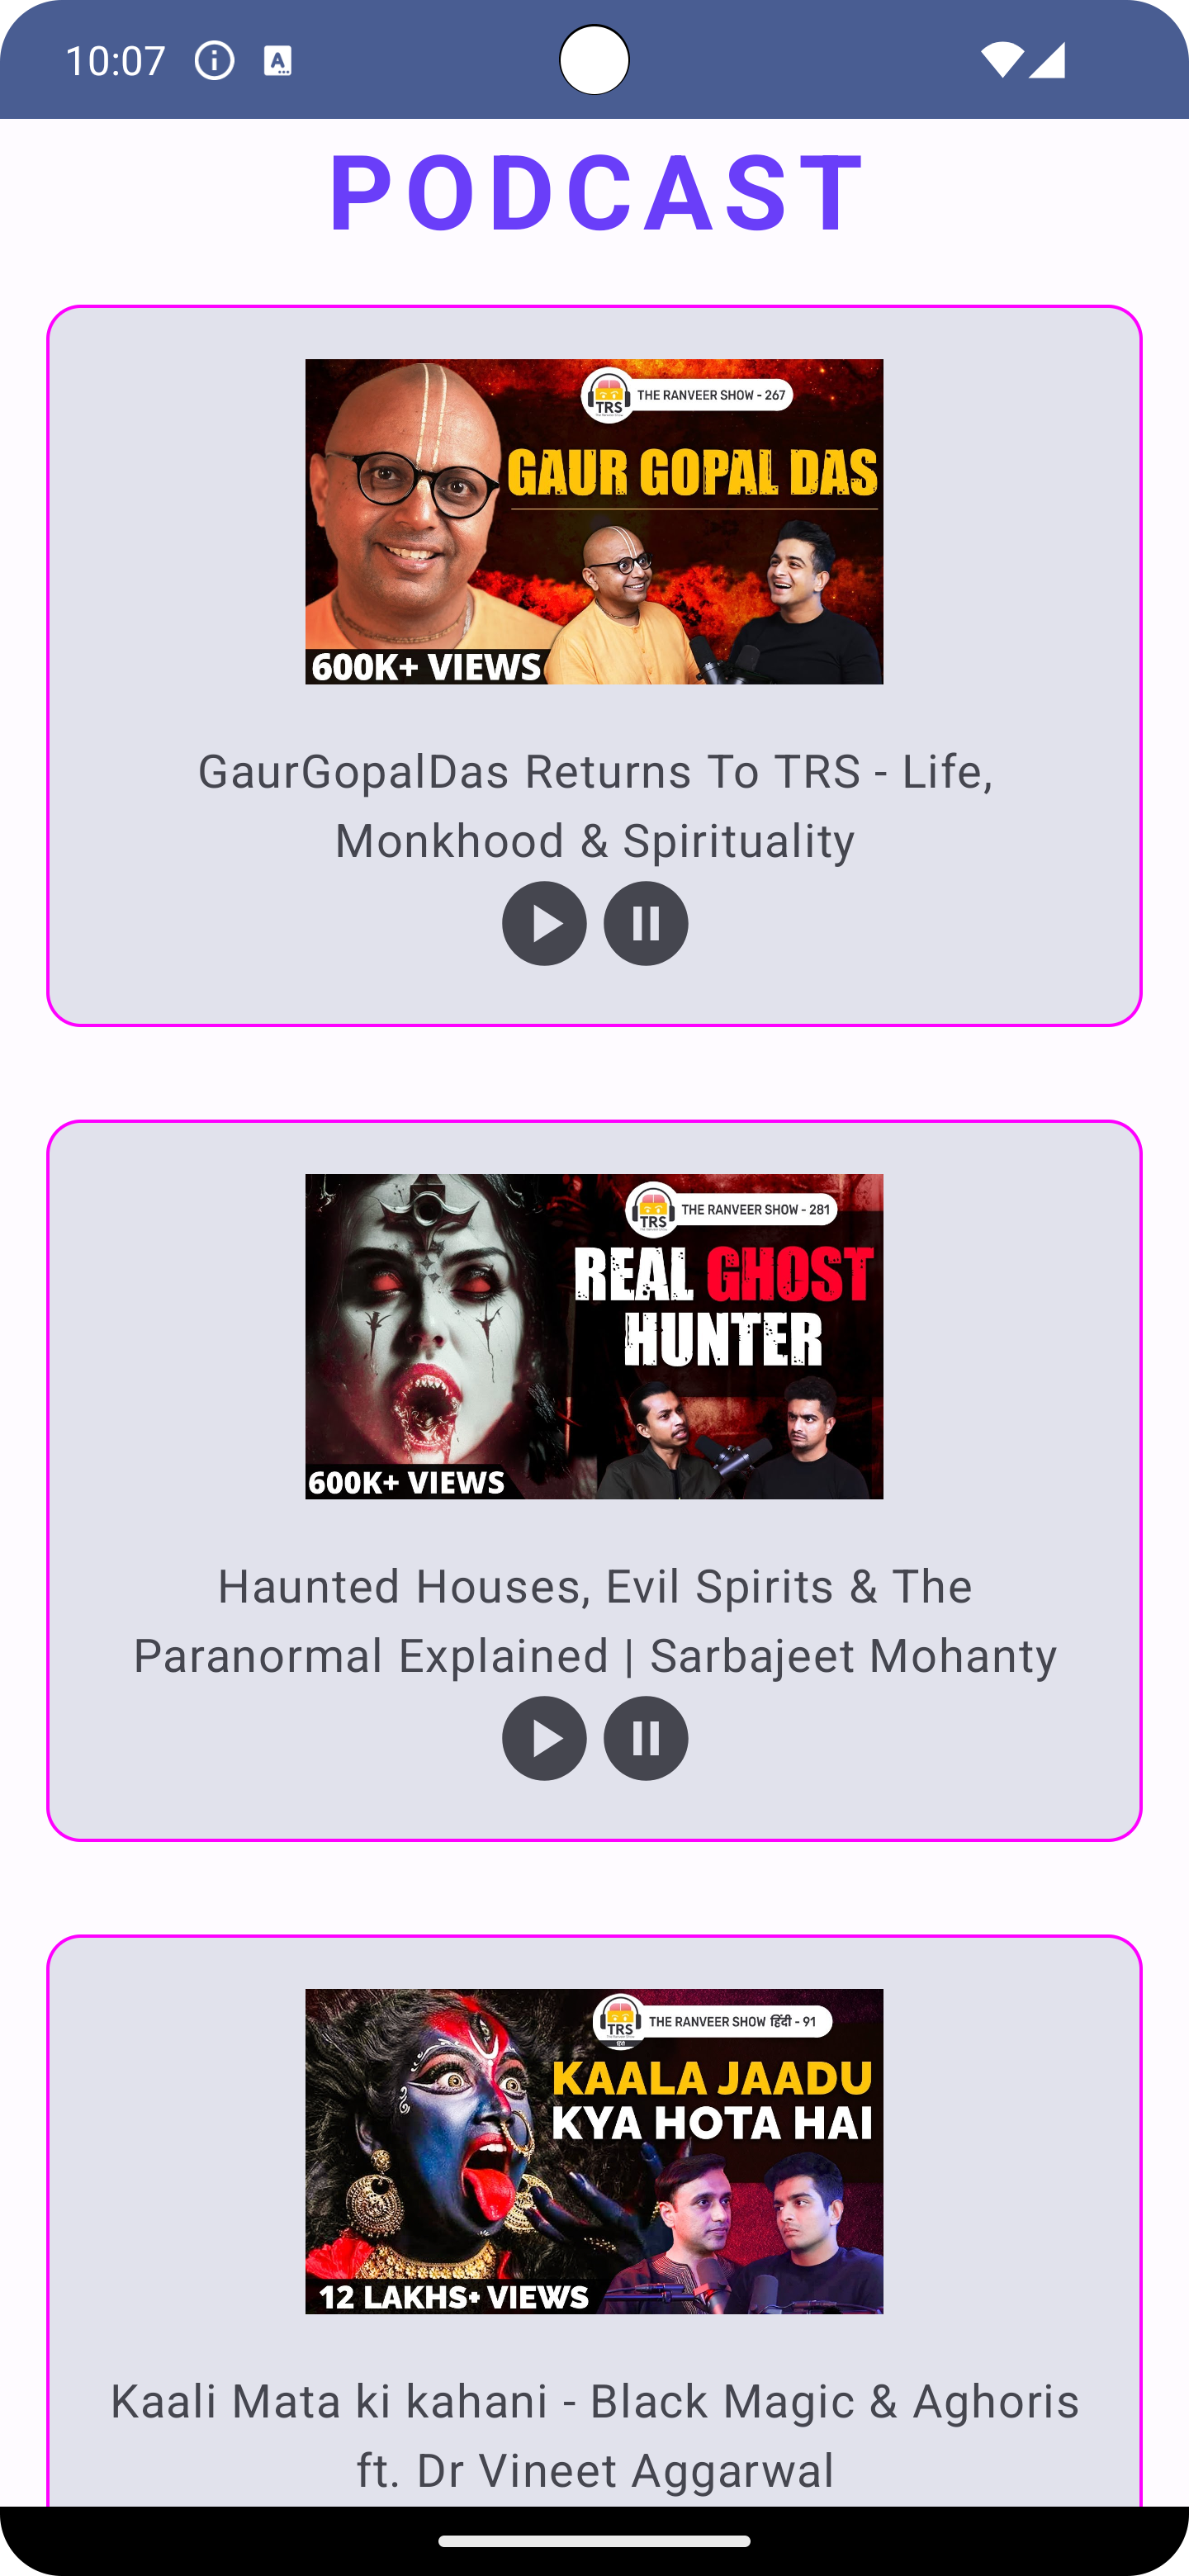 10:07
PODCAST
TRS
THE RANVEER SHOW - 267
GAUR GOPAL DAS
600K+ VIEWS
GaurGopalDas Returns To TRS - Life,
Monkhood & Spirituality
TRS
THE RANVEER SHOW - 281
REAL GHOST
HUNTER
600K+ VIEWS
Haunted Houses, Evil Spirits & The
Paranormal Explained | Sarbajeet Mohanty
TRS
THE RANVEER SHOW हिंदी - 91
KAALA JAADU
KYA HOTA HAI
12 LAKHS+ VIEWS
Kaali Mata ki kahani - Black Magic & Aghoris
ft. Dr Vineet Aggarwal